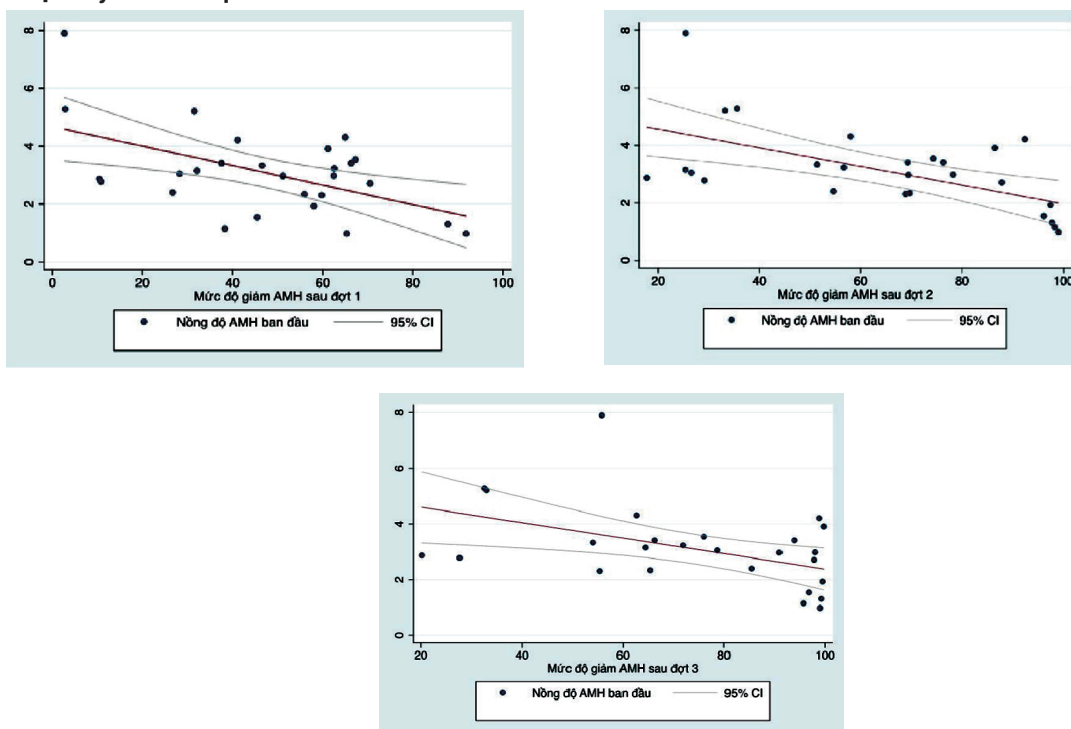 8
6
4
2
0
0 20 40 60 80 100
Mức độ giảm AMH sau đợt 1
Nồng độ AMH ban đầu 95% CI
8
6
4
2
0
20 40 60 80 100
Mức độ giảm AMH sau đợt 2
Nồng độ AMH ban đầu 95% CI
8
6
4
2
0
20 40 60 80 100
Mức độ giảm AMH sau đợt 3
Nồng độ AMH ban đầu 95% CI